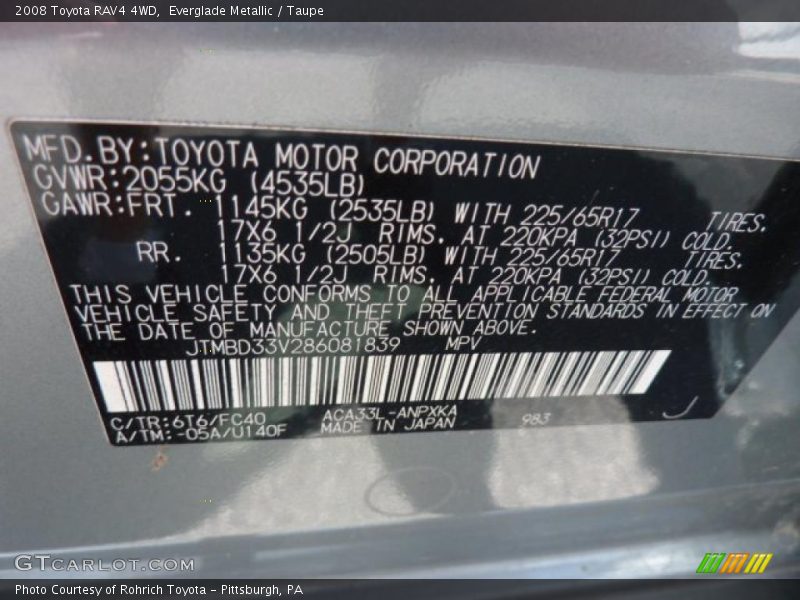 2008 Toyota RAV4 4WD,  Everglade Metallic / Taupe
MFD. BY: TOYOTA MOTOR CORPORATION
GVWR: 2055KG (4535LB)
GAWR: FRT. 1145KG (2535LB) WITH 225/65R17 TIRES.
17X6 1/2J RIMS. AT 220KPA (32PSI) COLD.
RR. 1135KG (2505LB) WITH 225/65R17 TIRES.
17X6 1/2J RIMS. AT 220KPA (32PSI) COLD.
THIS VEHICLE CONFORMS TO ALL APPLICABLE FEDERAL MOTOR
VEHICLE SAFETY AND THEFT PREVENTION STANDARDS IN EFFECT ON
THE DATE OF MANUFACTURE SHOWN ABOVE.
JTMBD33V286081839 MPV
C/TR: 6T6/FC40 ACA33L-ANPXKA
A/TM: -05A/U140F MADE IN JAPAN 983
J
GTCARLOT.COM
Photo Courtesy of Rohrich Toyota - Pittsburgh, PA